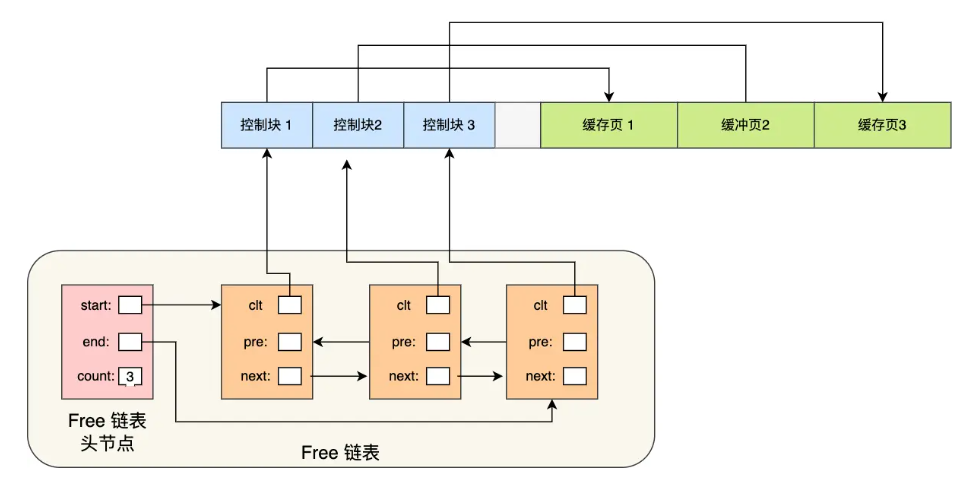 控制块 1
控制块2
控制块 3
缓存页 1
缓冲页2
缓存页3
start:
end:
count: 3
Free 链表
头节点
clt
pre:
next:
clt
pre:
next:
clt
pre:
next:
Free 链表